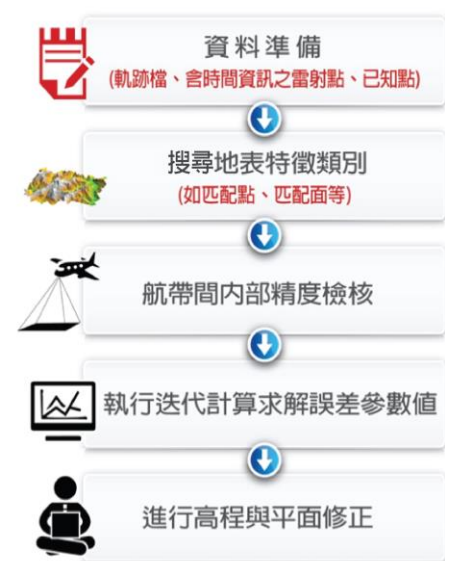 資料準備
(軌跡檔、含時間資訊之雷射點、已知點)
搜尋地表特徵類別
(如匹配點、匹配面等)
航帶間內部精度檢核
執行迭代計算求解誤差參數值
進行高程與平面修正